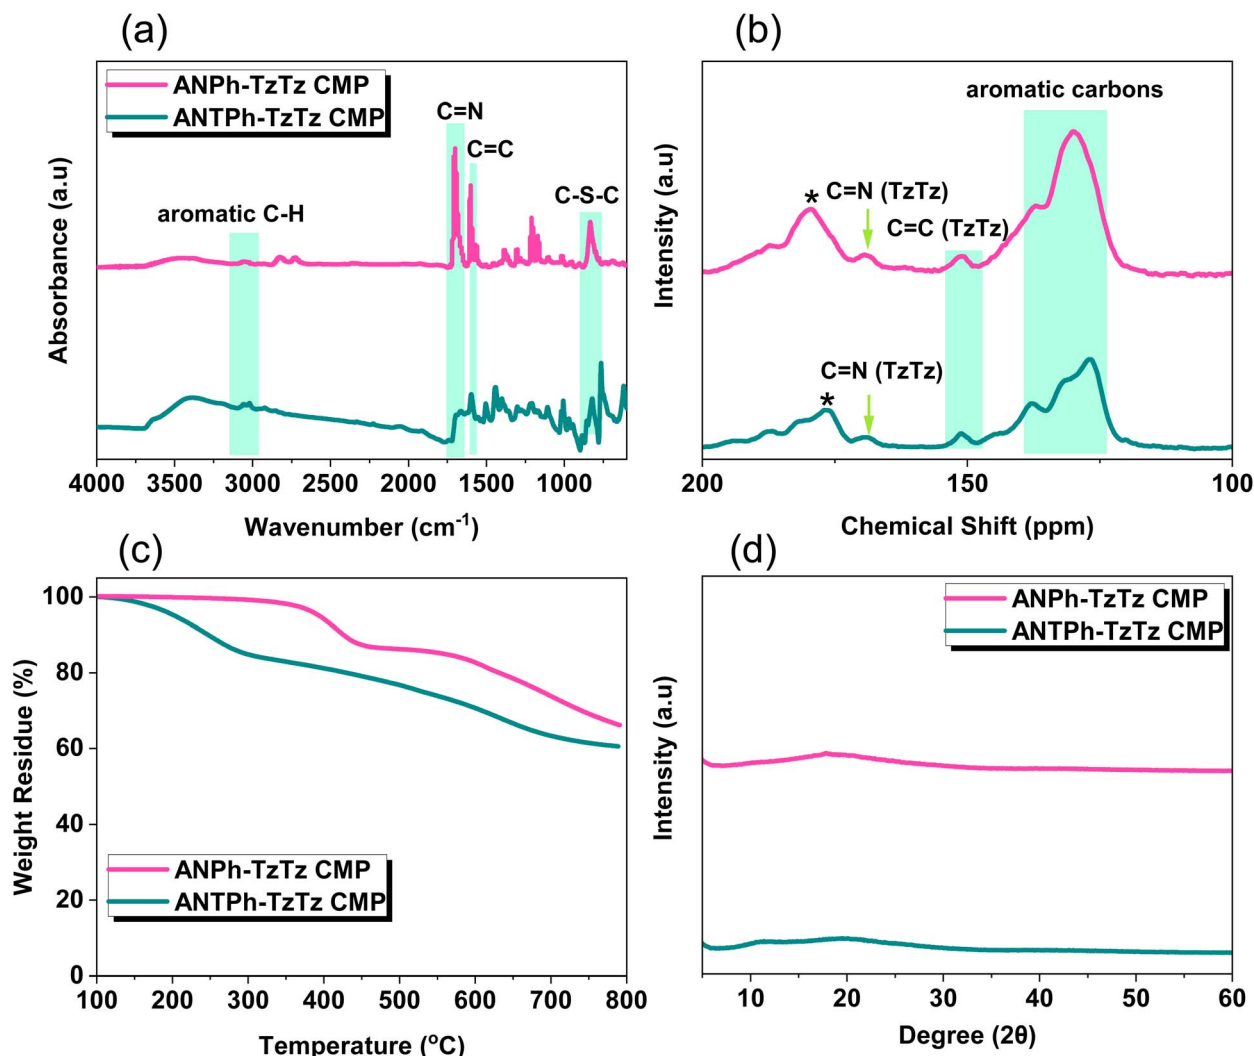 (a)
ANPh-TzTz CMP
ANTPh-TzTz CMP
C=N
C=C
C-S-C
aromatic C-H
Absorbance (a.u)
4000 3500 3000 2500 2000 1500 1000
Wavenumber (cm⁻¹)
(b)
aromatic carbons
* C=N (TzTz)
C=C (TzTz)
C=N (TzTz)
*
Intensity (a.u)
200 150 100
Chemical Shift (ppm)
(c)
100
80
60
40
20
0
Weight Residue (%)
ANPh-TzTz CMP
ANTPh-TzTz CMP
100 200 300 400 500 600 700 800
Temperature (°C)
(d)
ANPh-TzTz CMP
ANTPh-TzTz CMP
Intensity (a.u)
10 20 30 40 50 60
Degree (2θ)